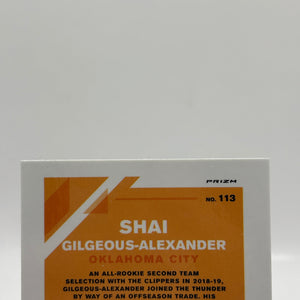 PRIZM
NO. 113
SHAI
GILGEOUS-ALEXANDER
OKLAHOMA CITY
AN ALL-ROOKIE SECOND TEAM
SELECTION WITH THE CLIPPERS IN 2018-19,
GILGEOUS-ALEXANDER JOINED THE THUNDER
BY WAY OF AN OFFSEASON TRADE. HIS